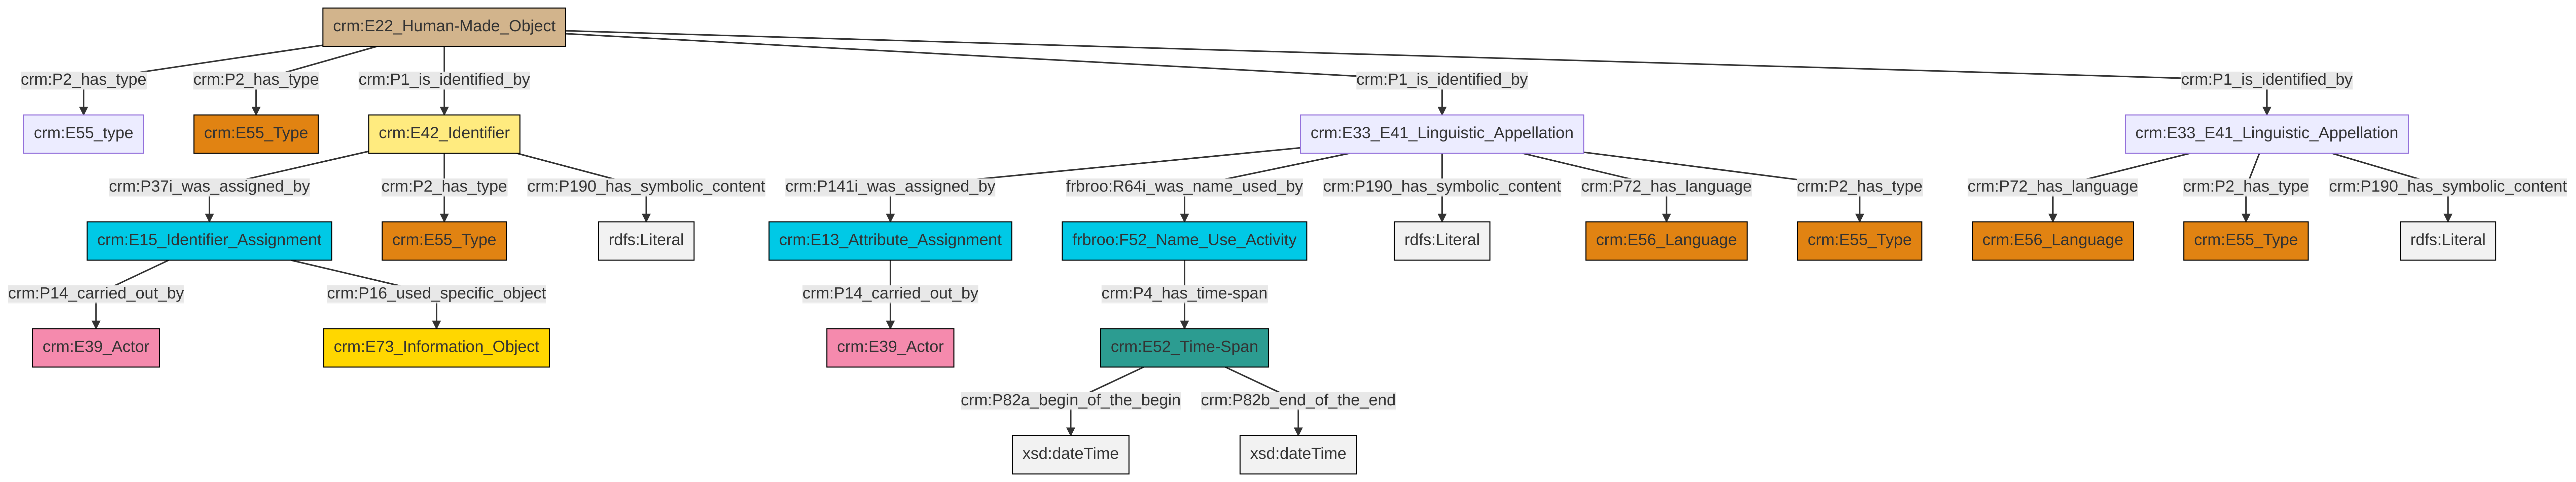 crm:E22_Human-Made_Object
crm:P2_has_type
crm:P2_has_type
crm:P1_is_identified_by
crm:P1_is_identified_by
crm:P1_is_identified_by
crm:E55_type
crm:E55_Type
crm:E42_Identifier
crm:E33_E41_Linguistic_Appellation
crm:E33_E41_Linguistic_Appellation
crm:P37i_was_assigned_by
crm:P2_has_type
crm:P190_has_symbolic_content
crm:P141i_was_assigned_by
frbroo:R64i_was_name_used_by
crm:P190_has_symbolic_content
crm:P72_has_language
crm:P2_has_type
crm:P72_has_language
crm:P2_has_type
crm:P190_has_symbolic_content
crm:E15_Identifier_Assignment
crm:E55_Type
rdfs:Literal
crm:E13_Attribute_Assignment
frbroo:F52_Name_Use_Activity
rdfs:Literal
crm:E56_Language
crm:E55_Type
crm:E56_Language
crm:E55_Type
rdfs:Literal
crm:P14_carried_out_by
crm:P16_used_specific_object
crm:P14_carried_out_by
crm:P4_has_time-span
crm:E39_Actor
crm:E73_Information_Object
crm:E39_Actor
crm:E52_Time-Span
crm:P82a_begin_of_the_begin
crm:P82b_end_of_the_end
xsd:dateTime
xsd:dateTime